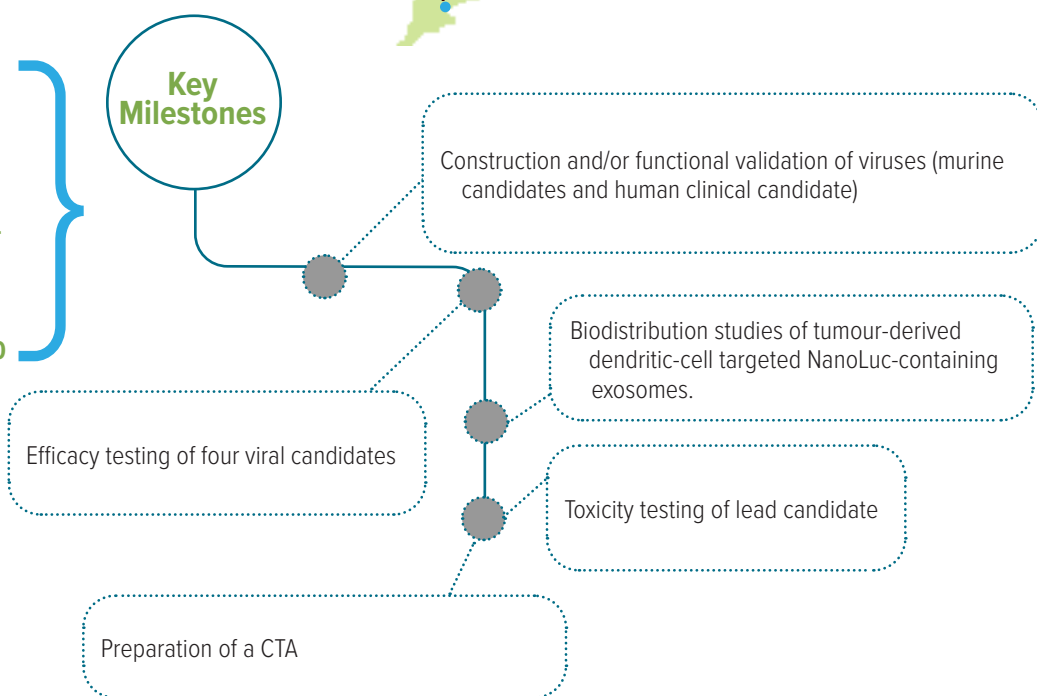 Key
Milestones
Construction and/or functional validation of viruses (murine
candidates and human clinical candidate)
Biodistribution studies of tumour-derived
dendritic-cell targeted NanoLuc-containing
exosomes.
Efficacy testing of four viral candidates
Toxicity testing of lead candidate
Preparation of a CTA